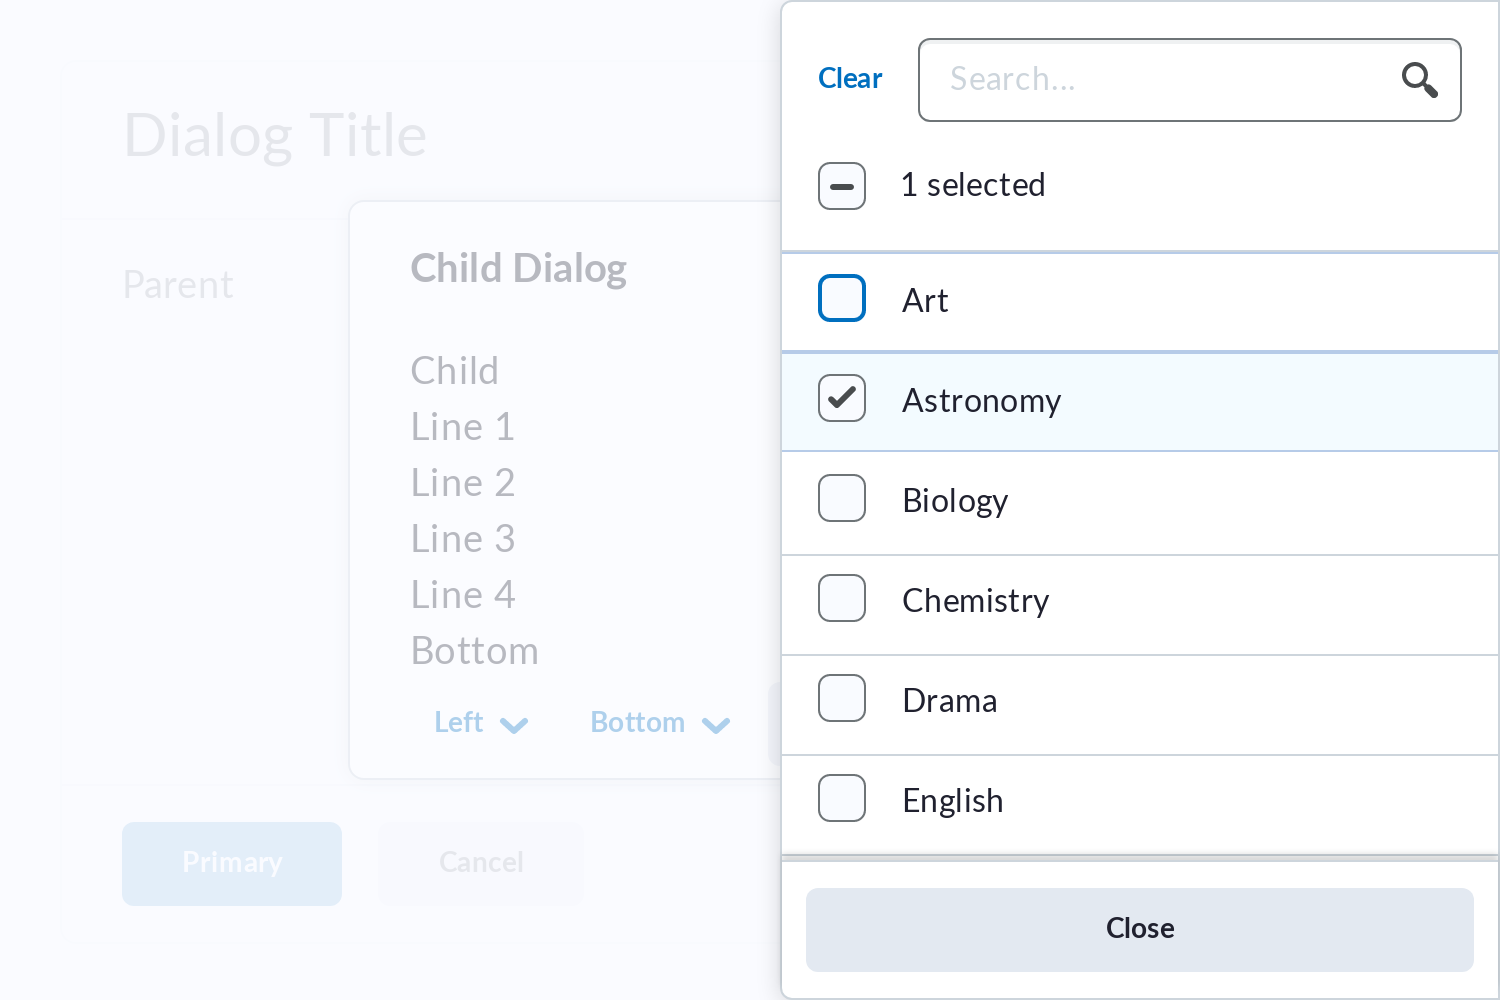 Dialog Title
Parent
Child Dialog
Child
Line 1
Line 2
Line 3
Line 4
Bottom
Left Bottom
Primary Cancel
Clear Search...
1 selected
Art
Astronomy
Biology
Chemistry
Drama
English
Close